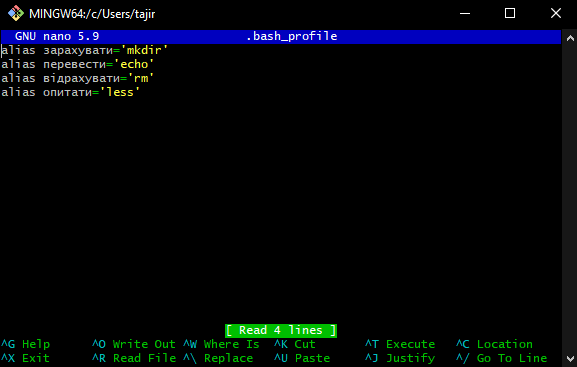 MINGW64:/c/Users/tajir
GNU nano 5.9 .bash_profile
alias зарахувати='mkdir'
alias перевести='echo'
alias відрахувати='rm'
alias опитати='less'
[ Read 4 lines ]
^G Help ^O Write Out ^W Where Is ^K Cut ^T Execute ^C Location
^X Exit ^R Read File ^\ Replace ^U Paste ^J Justify ^/ Go To Line